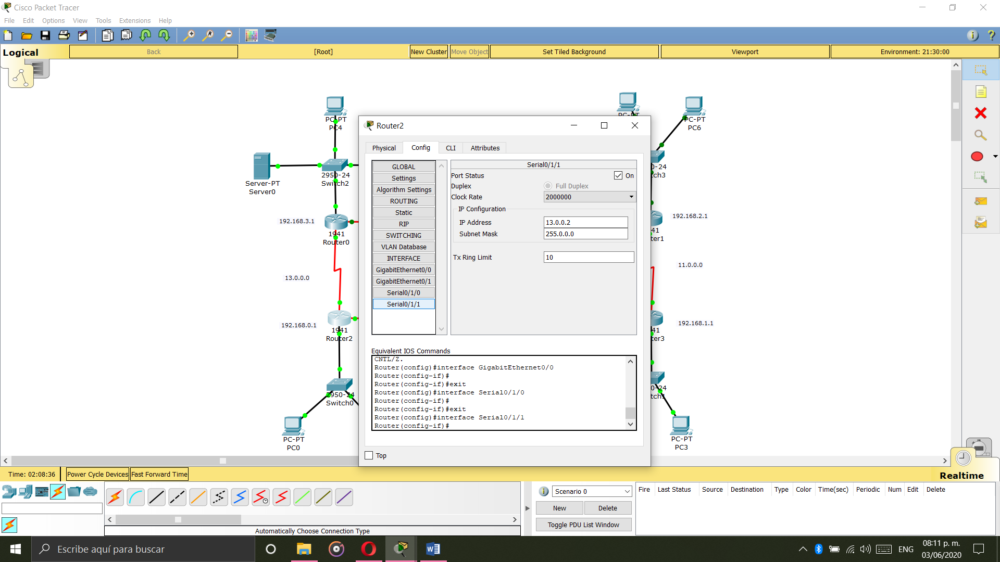 Cisco Packet Tracer
File Edit Options View Tools Extensions Help
Logical
Back
[Root]
New Cluster
Move Object
Set Tiled Background
Viewport
Environment: 21:30:00
PC-PT
PC4
PC-PT
PC-PT
PC6
Server-PT
Server0
2950-24
Switch2
0-24
tch3
192.168.3.1
1941
Router0
192.168.2.1
41
ter1
13.0.0.0
11.0.0.0
192.168.0.1
1941
Router2
192.168.1.1
41
ter3
2950-24
Switch0
0-24
tch1
PC-PT
PC0
PC-PT
PC3
Router2
Physical Config CLI Attributes
GLOBAL
Settings
Algorithm Settings
ROUTING
Static
RIP
SWITCHING
VLAN Database
INTERFACE
GigabitEthernet0/0
GigabitEthernet0/1
Serial0/1/0
Serial0/1/1
Serial0/1/1
Port Status On
Duplex Full Duplex
Clock Rate 2000000
IP Configuration
IP Address 13.0.0.2
Subnet Mask 255.0.0.0
Tx Ring Limit 10
Equivalent IOS Commands
CNTL/Z.
Router(config)#interface GigabitEthernet0/0
Router(config-if)#
Router(config-if)#exit
Router(config)#interface Serial0/1/0
Router(config-if)#
Router(config-if)#exit
Router(config)#interface Serial0/1/1
Router(config-if)#
Top
Time: 02:08:36
Power Cycle Devices
Fast Forward Time
Realtime
Scenario 0
New
Delete
Toggle PDU List Window
Fire Last Status Source Destination Type Color Time(sec) Periodic Num Edit Delete
Automatically Choose Connection Type
Escribe aquí para buscar
ENG
08:11 p. m.
03/06/2020